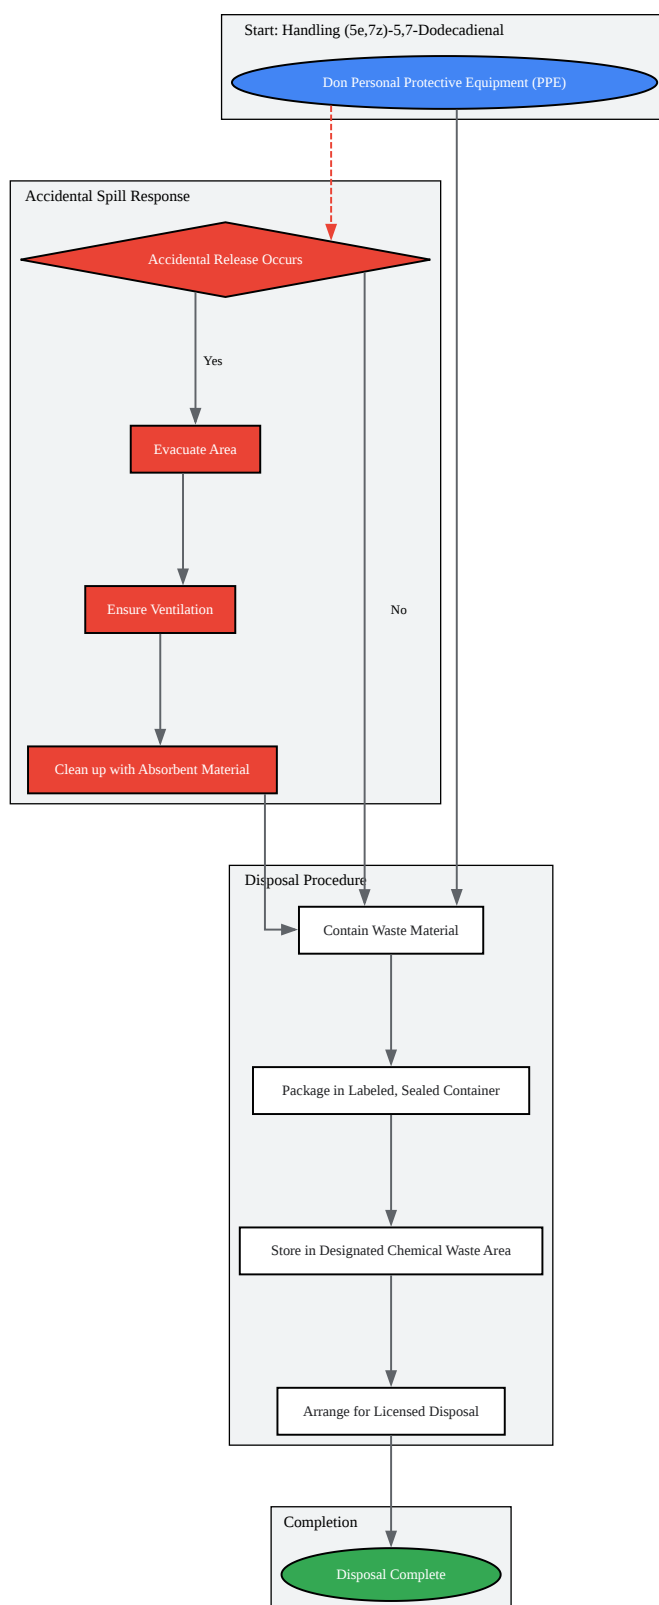 Start: Handling (5e,7z)-5,7-Dodecadienal
Don Personal Protective Equipment (PPE)
Accidental Spill Response
Accidental Release Occurs
Yes
Evacuate Area
Ensure Ventilation
No
Clean up with Absorbent Material
Disposal Procedure
Contain Waste Material
Package in Labeled, Sealed Container
Store in Designated Chemical Waste Area
Arrange for Licensed Disposal
Completion
Disposal Complete